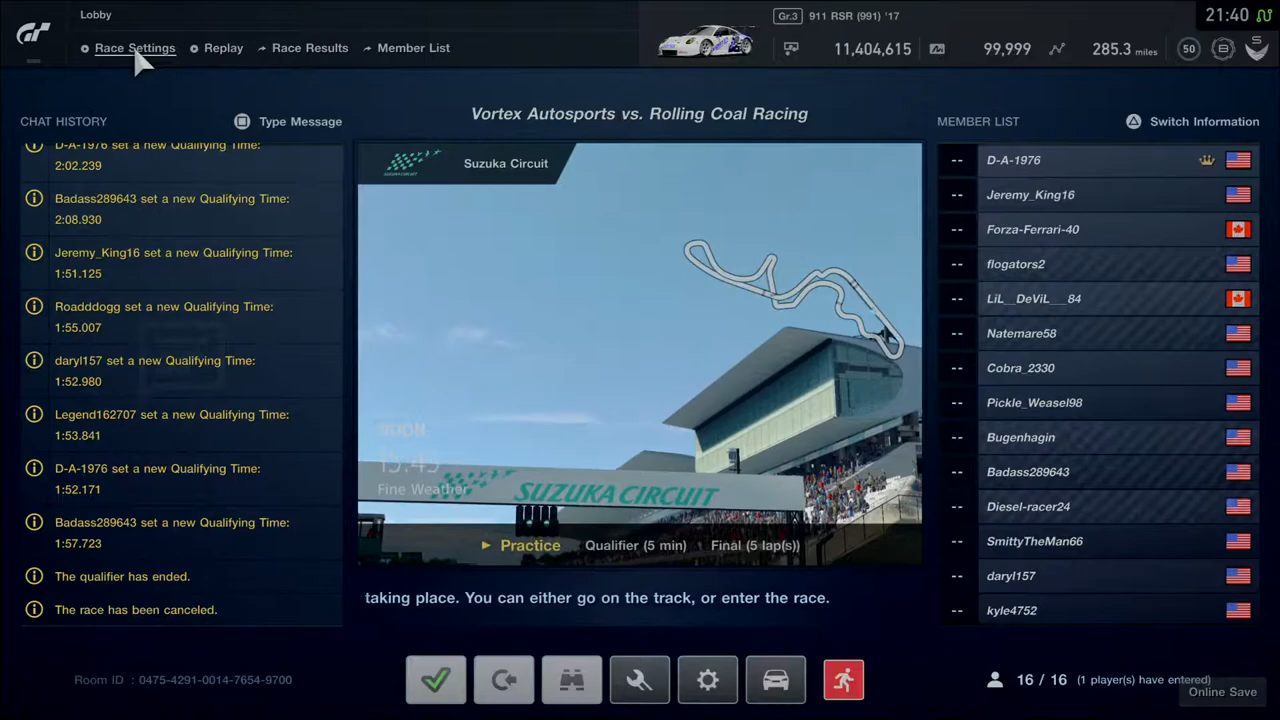 Lobby
Race Settings Replay Race Results Member List
Gr.3 911 RSR (991) '17
11,404,615 99,999 285.3 miles 50 B S
21:40
Vortex Autosports vs. Rolling Coal Racing
CHAT HISTORY Type Message
D-A-1976 set a new Qualifying Time:
2:02.239
Badass289643 set a new Qualifying Time:
2:08.930
Jeremy_King16 set a new Qualifying Time:
1:51.125
Roadddogg set a new Qualifying Time:
1:55.007
daryl157 set a new Qualifying Time:
1:52.980
Legend162707 set a new Qualifying Time:
1:53.841
D-A-1976 set a new Qualifying Time:
1:52.171
Badass289643 set a new Qualifying Time:
1:57.723
The qualifier has ended.
The race has been canceled.
SUZUKA CIRCUIT
Suzuka Circuit
NOON
15:45
Fine Weather
SUZUKA CIRCUIT
Practice Qualifier (5 min) Final (5 lap(s))
taking place. You can either go on the track, or enter the race.
MEMBER LIST Switch Information
-- D-A-1976
-- Jeremy_King16
-- Forza-Ferrari-40
-- flogators2
-- LiL__DeViL__84
-- Natemare58
-- Cobra_2330
-- Pickle_Weasel98
-- Bugenhagin
-- Badass289643
-- Diesel-racer24
-- SmittyTheMan66
-- daryl157
-- kyle4752
Room ID : 0475-4291-0014-7654-9700
16 / 16 (1 player(s) have entered)
Online Save